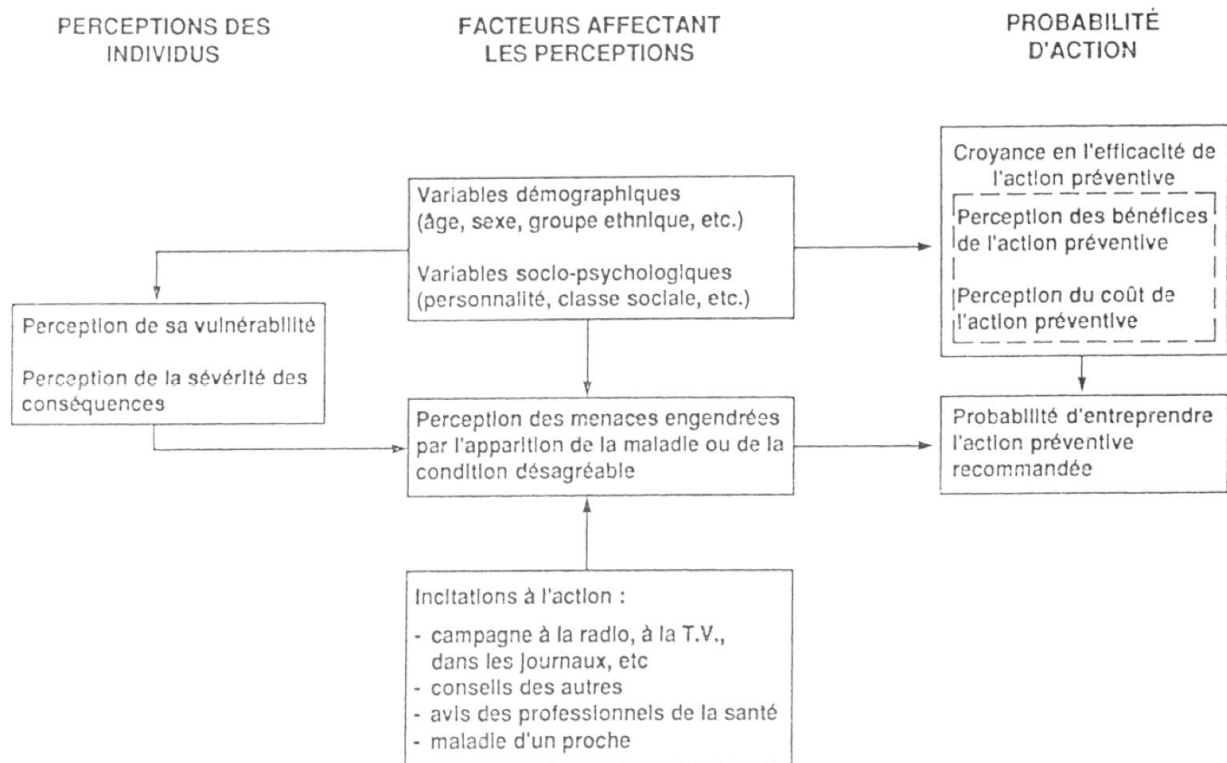 PERCEPTIONS DES
INDIVIDUS
FACTEURS AFFECTANT
LES PERCEPTIONS
PROBABILITÉ
D'ACTION
Variables démographiques
(âge, sexe, groupe ethnique, etc.)
Variables socio-psychologiques
(personnalité, classe sociale, etc.)
Croyance en l'efficacité de
l'action préventive
Perception des bénéfices
de l'action préventive
Perception du coût de
l'action préventive
Perception de sa vulnérabilité
Perception de la sévérité des
conséquences
Perception des menaces engendrées
par l'apparition de la maladie ou de la
condition désagréable
Probabilité d'entreprendre
l'action préventive
recommandée
Incitations à l'action :
- campagne à la radio, à la T.V.,
dans les journaux, etc
- conseils des autres
- avis des professionnels de la santé
- maladie d'un proche